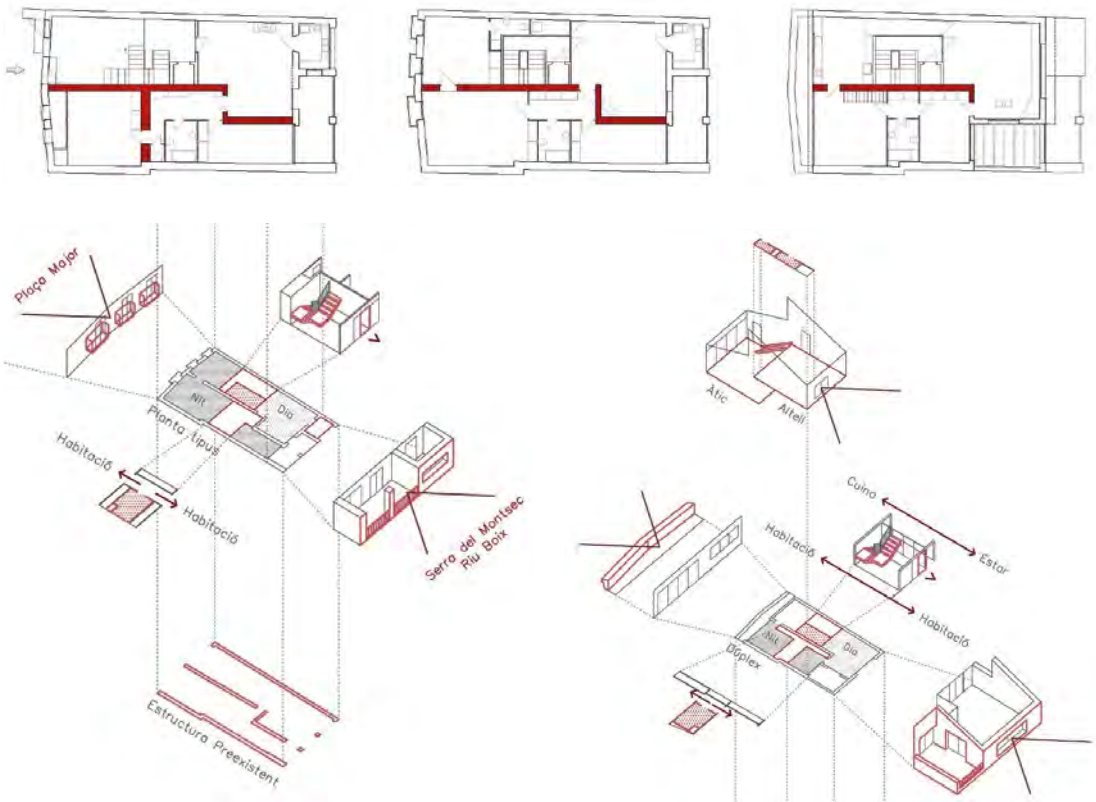 Plaça Major
Nit
Dia
Planta tipus
Habitació
Habitació
Serra del Montsec
Riu Boix
Estructura Preexistent
Àtic
Altell
Cuina
Estar
Habitació
Habitació
Nit
Dia
Dúplex